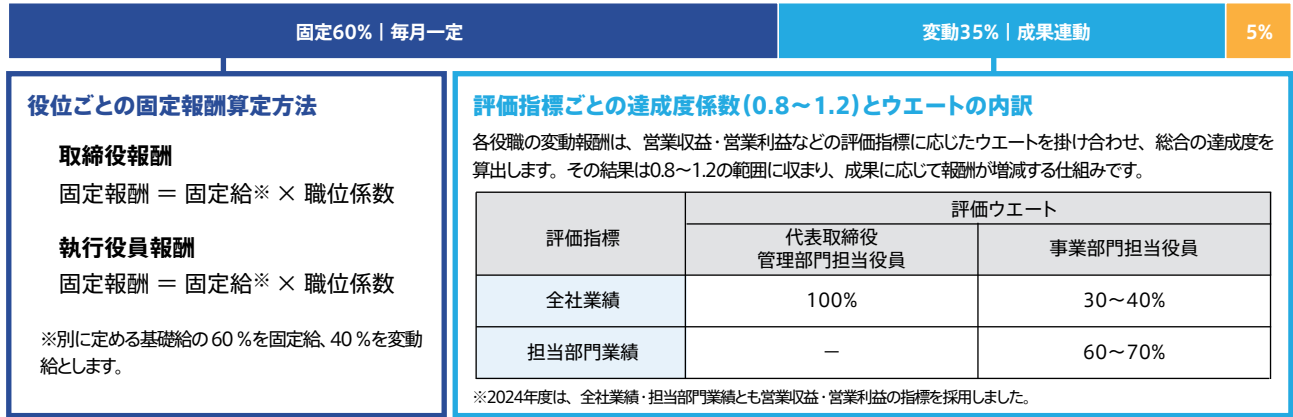 固定60%｜毎月一定
変動35%｜成果連動
5%
役位ごとの固定報酬算定方法
取締役報酬
固定報酬 ＝ 固定給※ × 職位係数
執行役員報酬
固定報酬 ＝ 固定給※ × 職位係数
※別に定める基礎給の60％を固定給、40％を変動
給とします。
評価指標ごとの達成度係数（0.8～1.2）とウエートの内訳
各役職の変動報酬は、営業収益・営業利益などの評価指標に応じたウエートを掛け合わせ、総合の達成度を
算出します。その結果は0.8～1.2の範囲に収まり、成果に応じて報酬が増減する仕組みです。
評価指標
評価ウエート
代表取締役
管理部門担当役員
事業部門担当役員
全社業績
100%
30～40%
担当部門業績
－
60～70%
※2024年度は、全社業績・担当部門業績とも営業収益・営業利益の指標を採用しました。